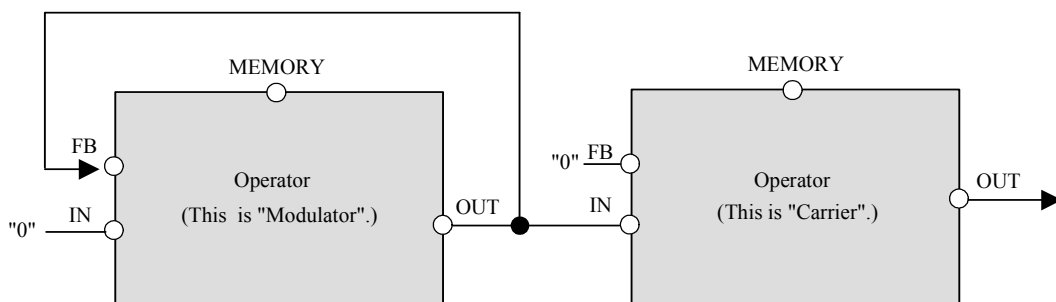 MEMORY
FB
Operator
(This is "Modulator".)
"0"
IN
OUT
MEMORY
"0"
FB
Operator
(This is "Carrier".)
IN
OUT